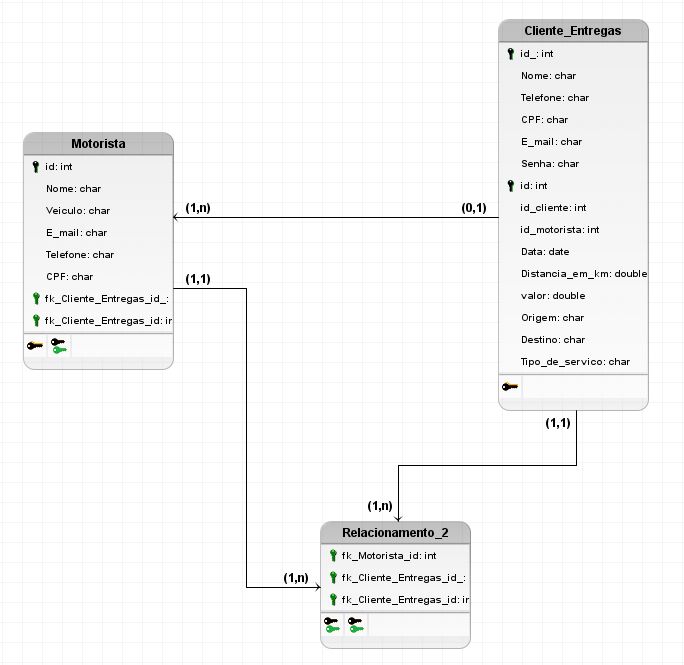 Cliente_Entregas
id_: int
Nome: char
Telefone: char
CPF: char
E_mail: char
Senha: char
id: int
id_cliente: int
id_motorista: int
Data: date
Distancia_em_km: double
valor: double
Origem: char
Destino: char
Tipo_de_servico: char
Motorista
id: int
Nome: char
Veiculo: char
E_mail: char
Telefone: char
CPF: char
fk_Cliente_Entregas_id_:
fk_Cliente_Entregas_id: ir
(1,n)
(0,1)
(1,1)
(1,1)
(1,n)
(1,n)
Relacionamento_2
fk_Motorista_id: int
fk_Cliente_Entregas_id_:
fk_Cliente_Entregas_id: ir